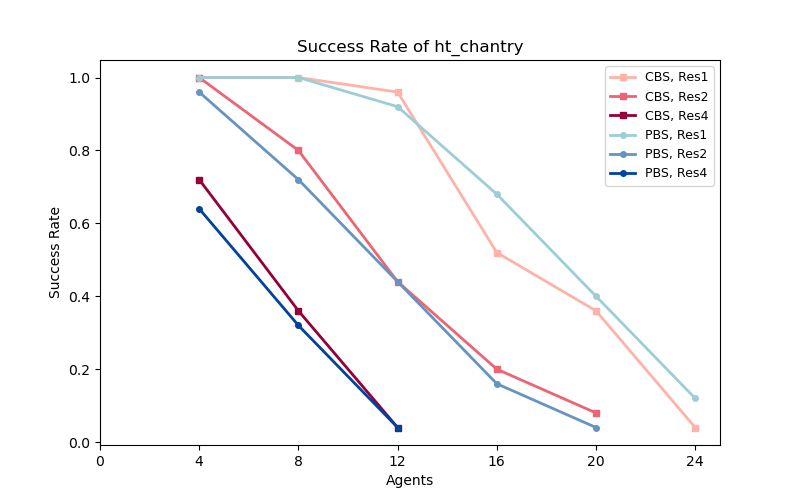 Success Rate of ht_chantry
CBS, Res1
CBS, Res2
CBS, Res4
PBS, Res1
PBS, Res2
PBS, Res4
Success Rate
1.0
0.8
0.6
0.4
0.2
0.0
0 4 8 12 16 20 24
Agents